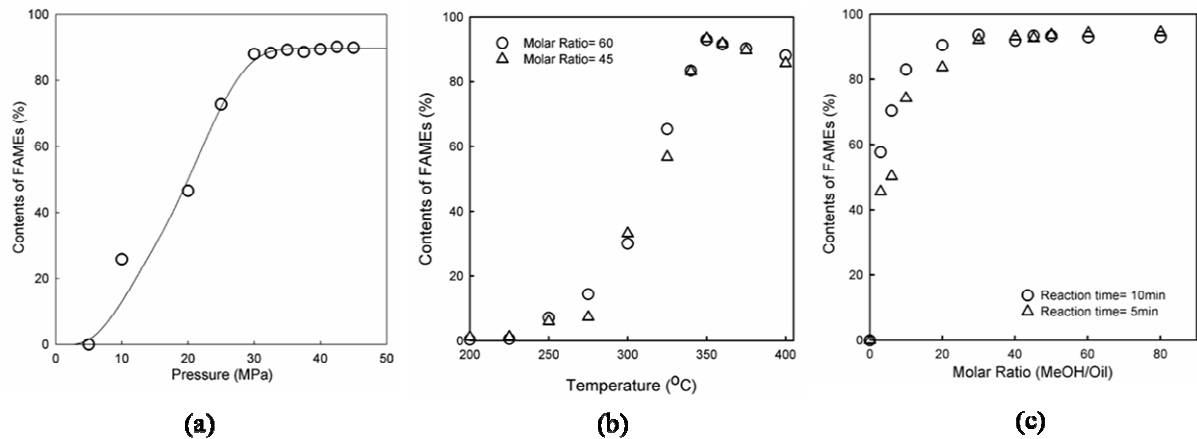 100
80
60
40
20
0
Contents of FAMEs (%)
0 10 20 30 40 50
Pressure (MPa)
(a)
100
80
60
40
20
0
Contents of FAMEs (%)
Molar Ratio= 60
Molar Ratio= 45
200 250 300 350 400
Temperature (OC)
(b)
100
80
60
40
20
0
Contents of FAMEs (%)
Reaction time= 10min
Reaction time= 5min
0 20 40 60 80
Molar Ratio (MeOH/Oil)
(c)